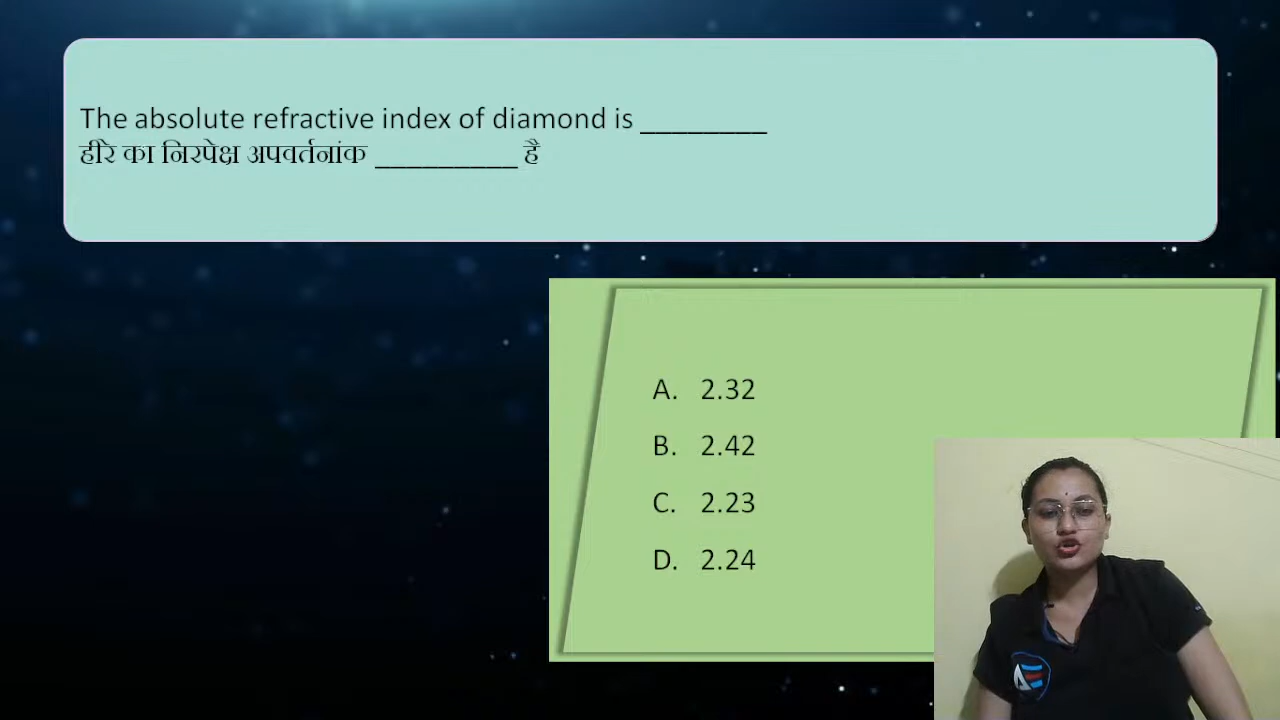 The absolute refractive index of diamond is ________
हीरे का निरपेक्ष अपवर्तनांक _________ है
A. 2.32
B. 2.42
C. 2.23
D. 2.24